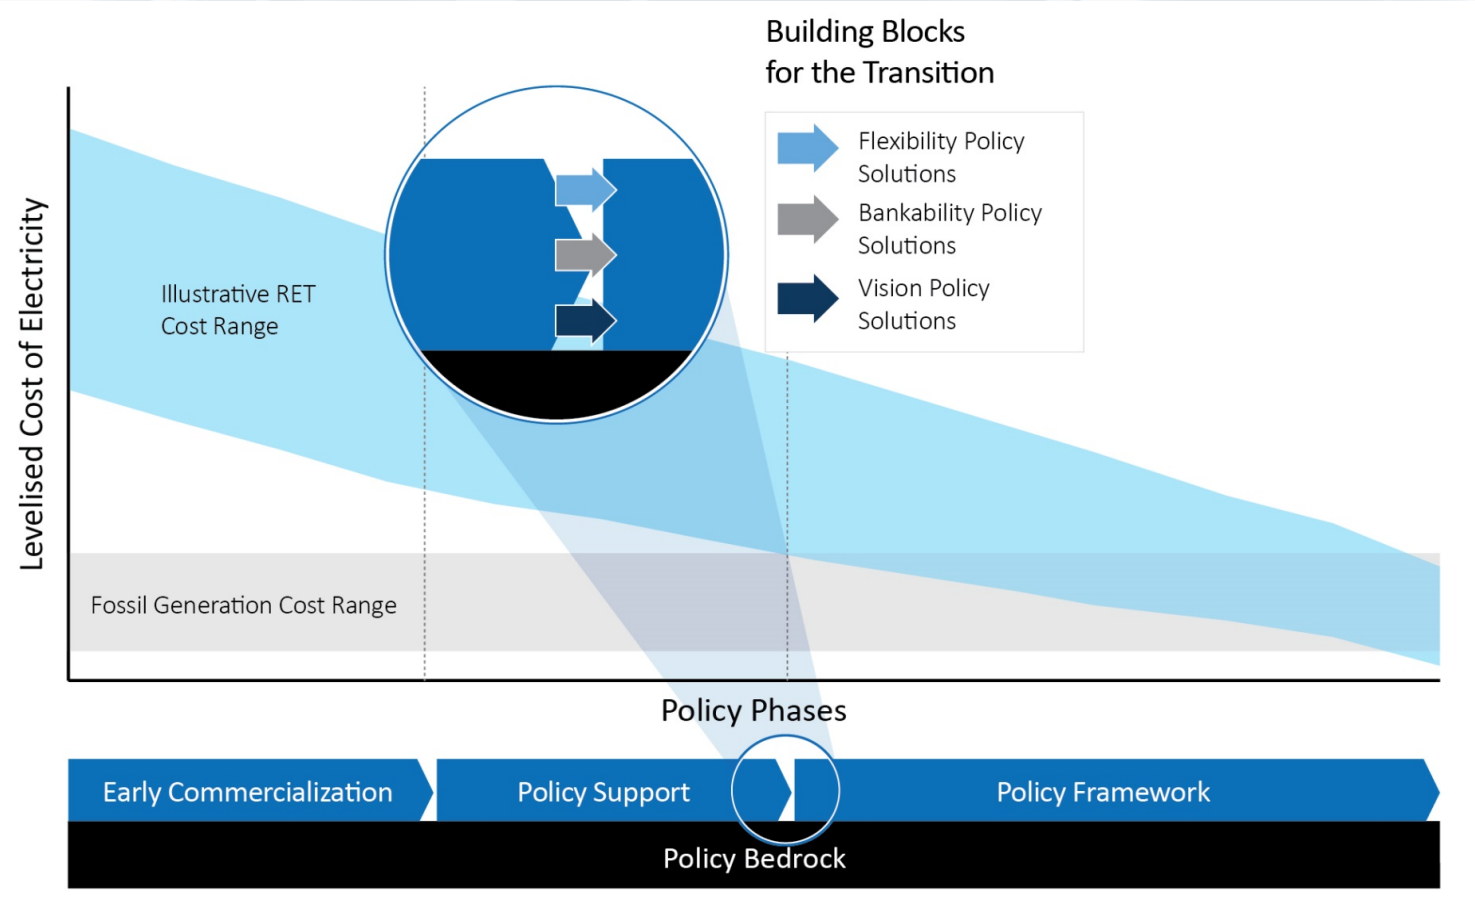 Building Blocks
for the Transition
Flexibility Policy
Solutions
Bankability Policy
Solutions
Vision Policy
Solutions
Levelised Cost of Electricity
Illustrative RET
Cost Range
Fossil Generation Cost Range
Policy Phases
Early Commercialization
Policy Support
Policy Framework
Policy Bedrock